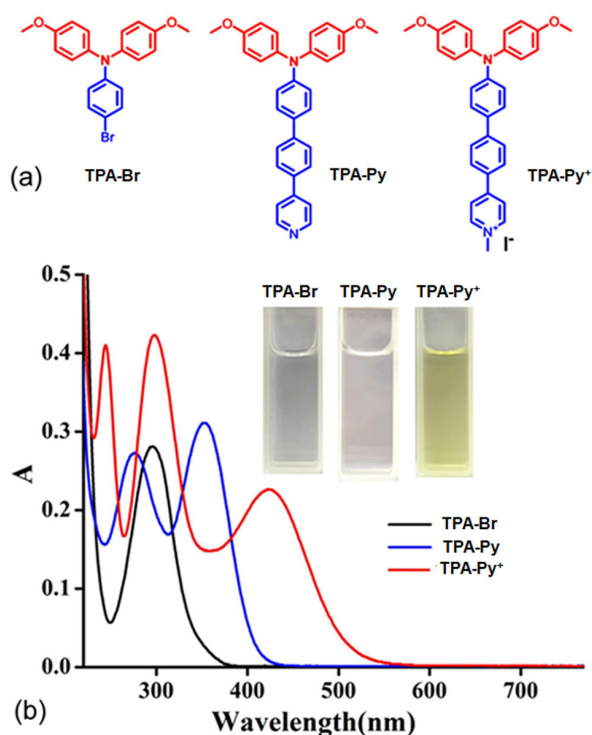 O O O O O O
N N N
Br
(a) TPA-Br TPA-Py TPA-Py⁺
N N⁺ I⁻
(b)
TPA-Br TPA-Py TPA-Py⁺
0.5
0.4
0.3
0.2
0.1
0.0
A
TPA-Br
TPA-Py
TPA-Py⁺
300 400 500 600 700
Wavelength(nm)